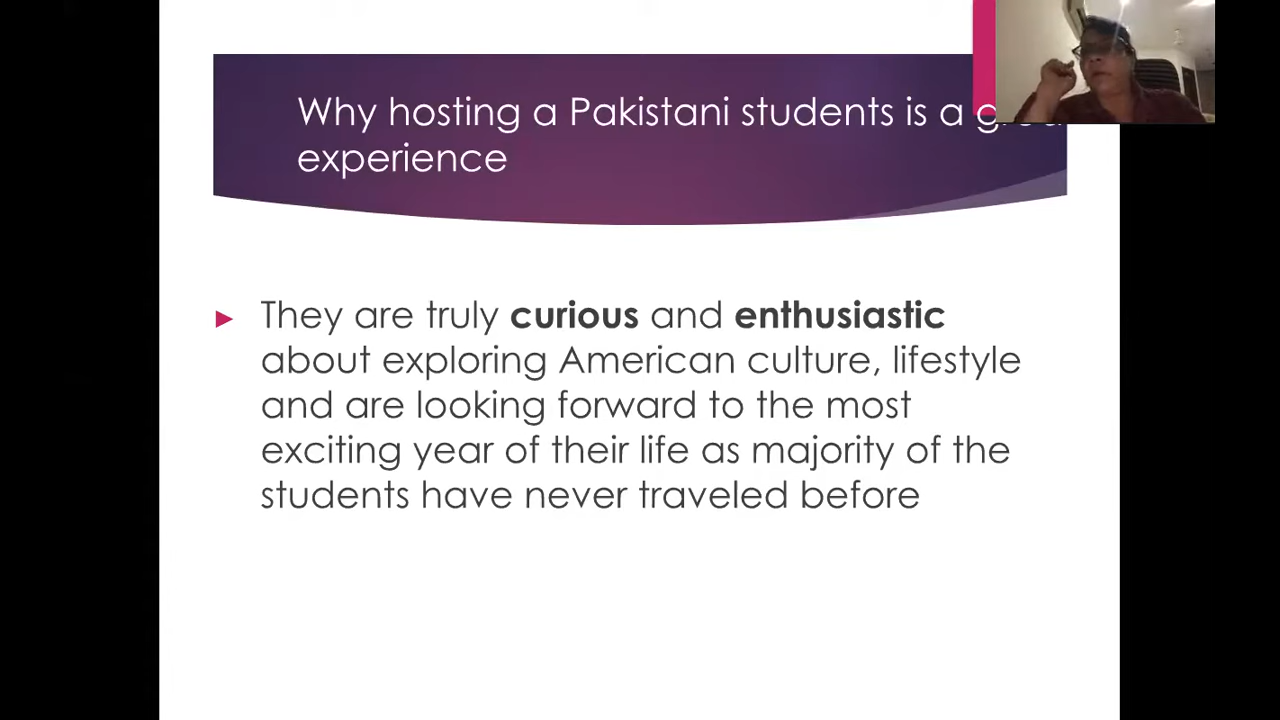 Why hosting a Pakistani students is a
experience
They are truly curious and enthusiastic
about exploring American culture, lifestyle
and are looking forward to the most
exciting year of their life as majority of the
students have never traveled before